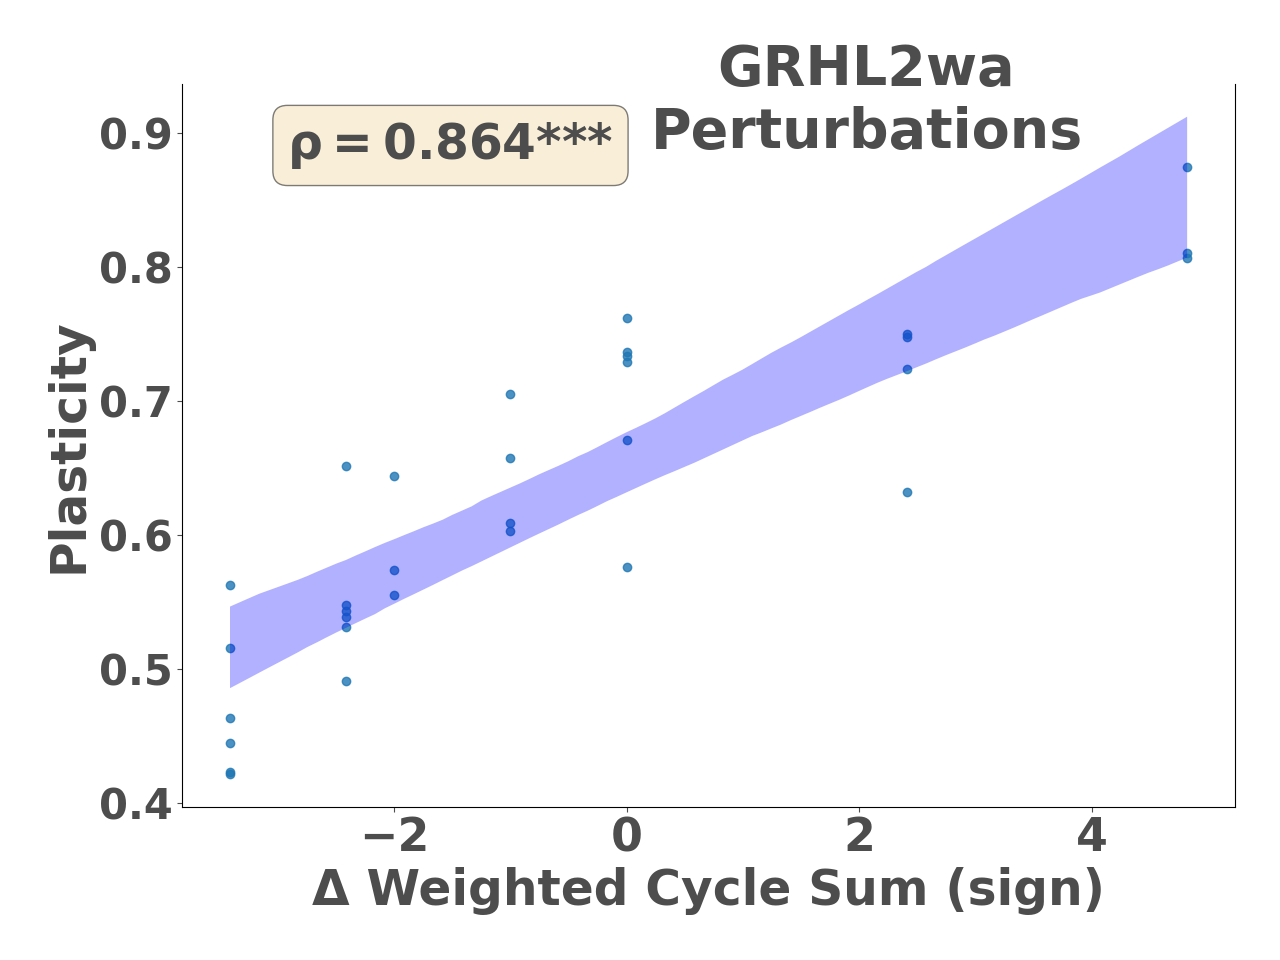 GRHL2wa
Perturbations
ρ = 0.864***
Plasticity
0.9
0.8
0.7
0.6
0.5
0.4
−2 0 2 4
Δ Weighted Cycle Sum (sign)